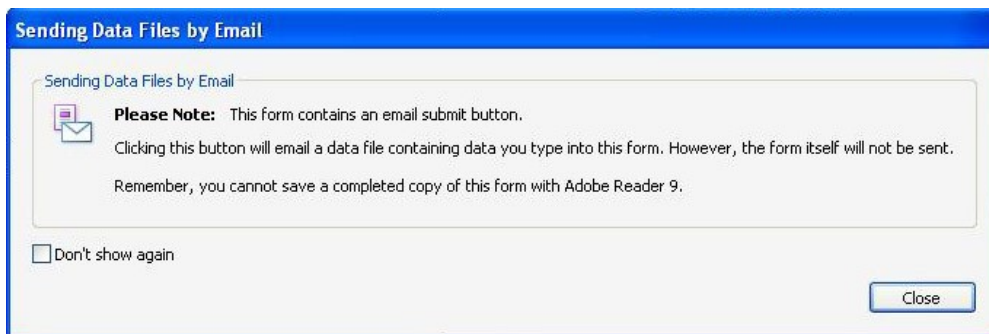 Sending Data Files by Email
Sending Data Files by Email
Please Note: This form contains an email submit button.
Clicking this button will email a data file containing data you type into this form. However, the form itself will not be sent.
Remember, you cannot save a completed copy of this form with Adobe Reader 9.
Don't show again
Close